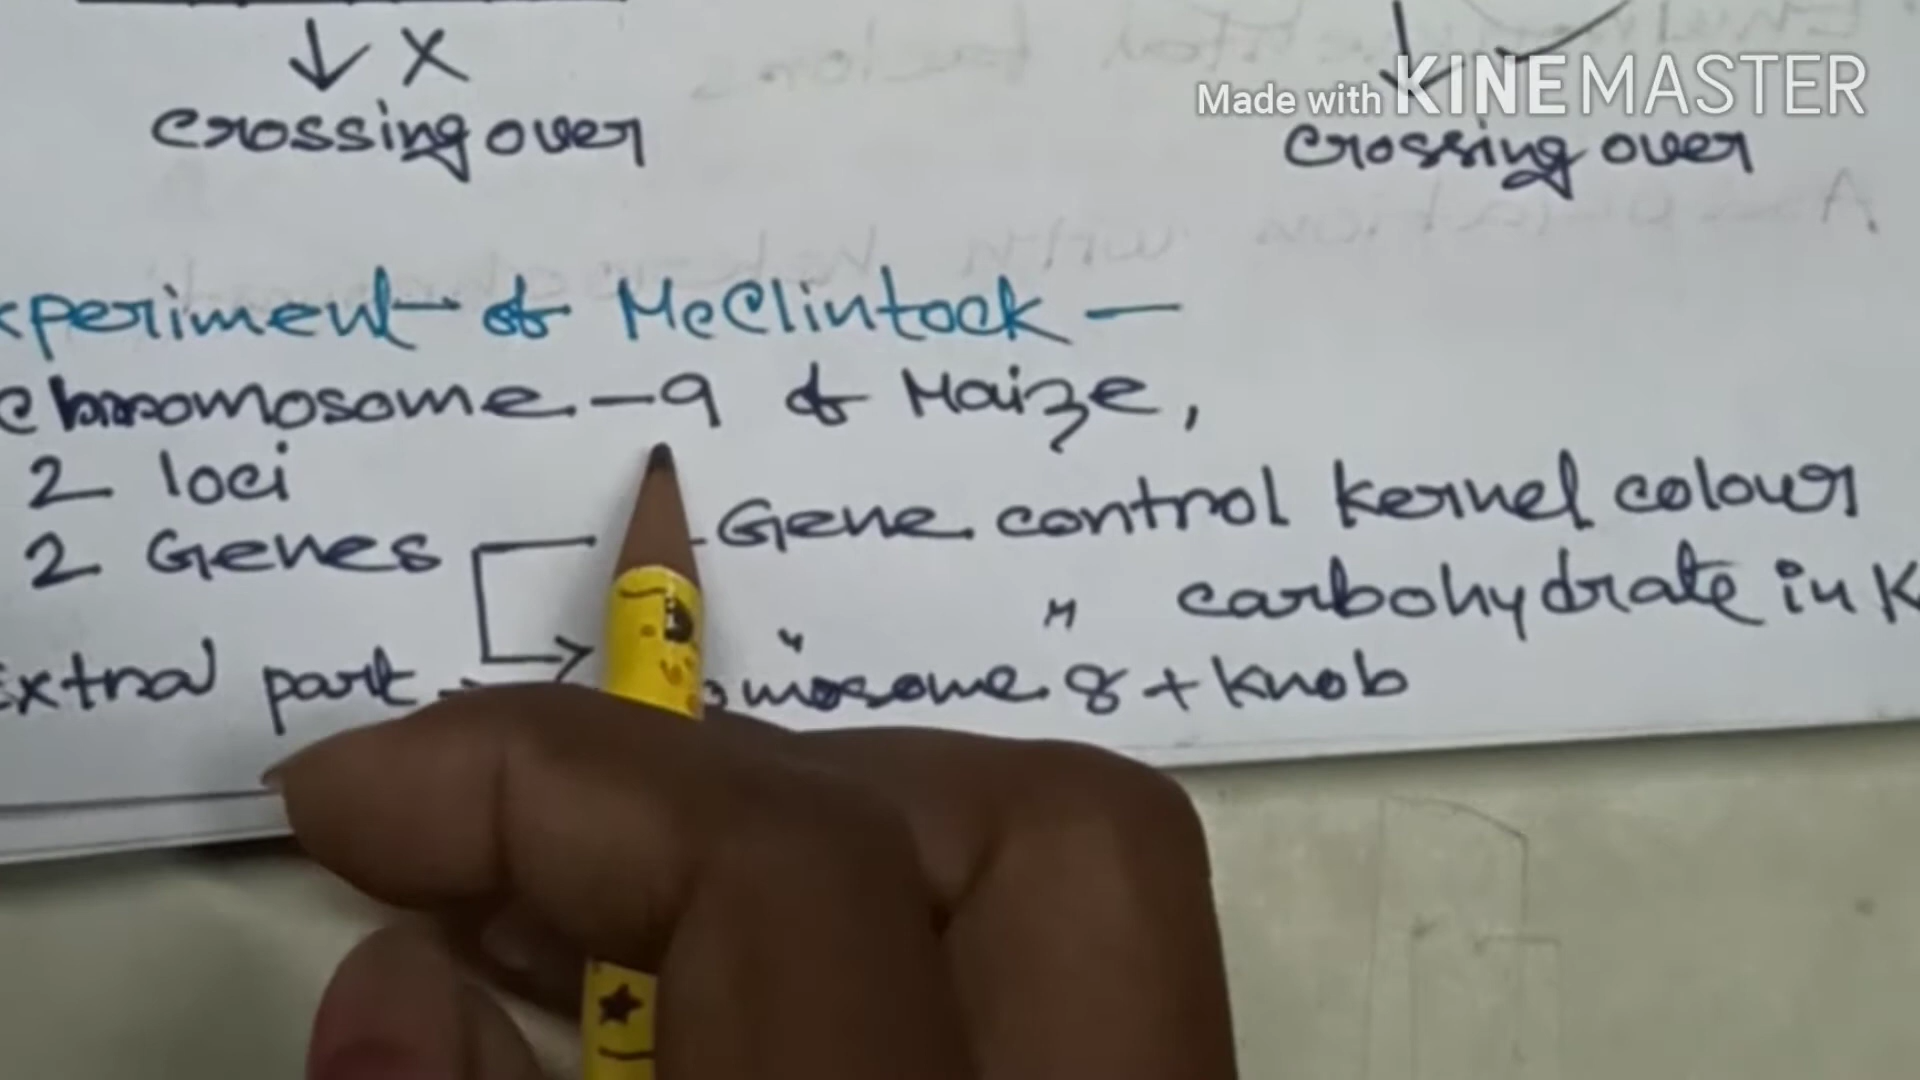 ↓ X
Made with KINEMASTER
crossing over
crossing over
xperiment of McClintock —
chromosome - 9 of Maize,
2 loci
2 Genes Gene control kernel colour
" " carbohydrate in K
Extra part → omosome 8 + knob